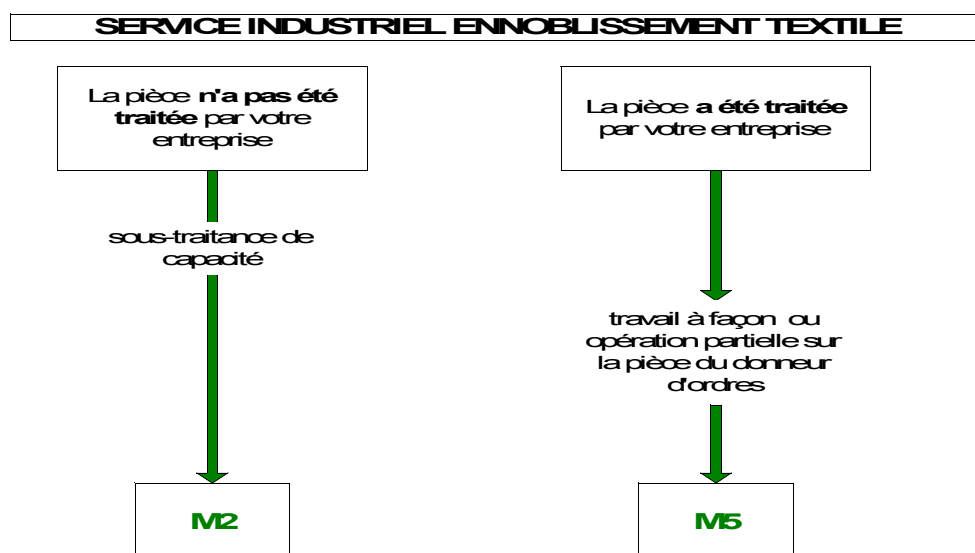 SERVICE INDUSTRIEL ENNOBLISSEMENT TEXTILE
La pièce n'a pas été
traitée par votre
entreprise
La pièce a été traitée
par votre entreprise
sous-traitance de
capacité
travail à façon ou
opération partielle sur
la pièce du donneur
d'ordres
M2
M5